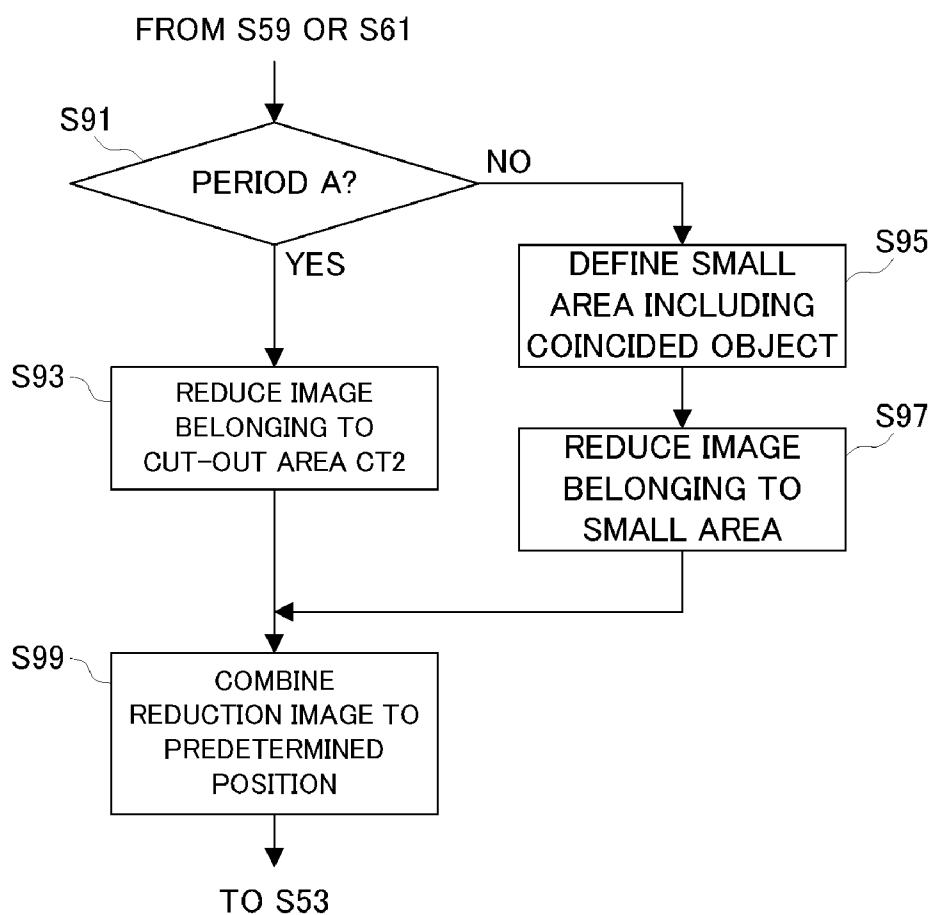 FROM S59 OR S61
S91
PERIOD A?
NO
YES
S95
DEFINE SMALL
AREA INCLUDING
COINCIDED OBJECT
S93
REDUCE IMAGE
BELONGING TO
CUT-OUT AREA CT2
S97
REDUCE IMAGE
BELONGING TO
SMALL AREA
S99
COMBINE
REDUCTION IMAGE TO
PREDETERMINED
POSITION
TO S53